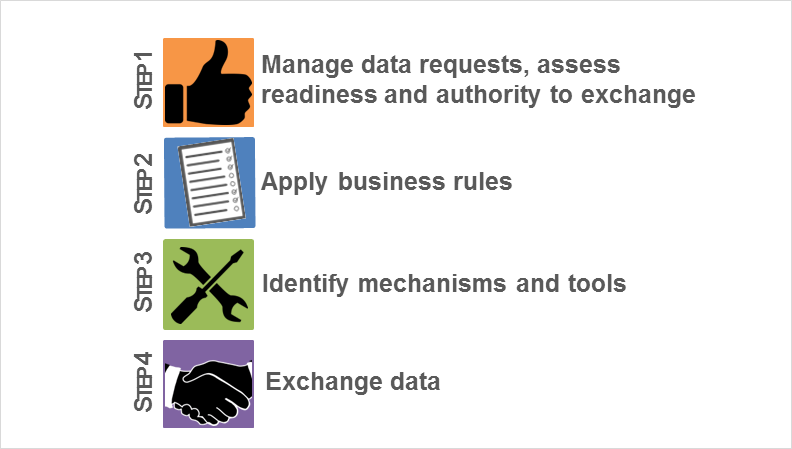 STEP 1
Manage data requests, assess
readiness and authority to exchange
STEP 2
Apply business rules
STEP 3
Identify mechanisms and tools
STEP 4
Exchange data